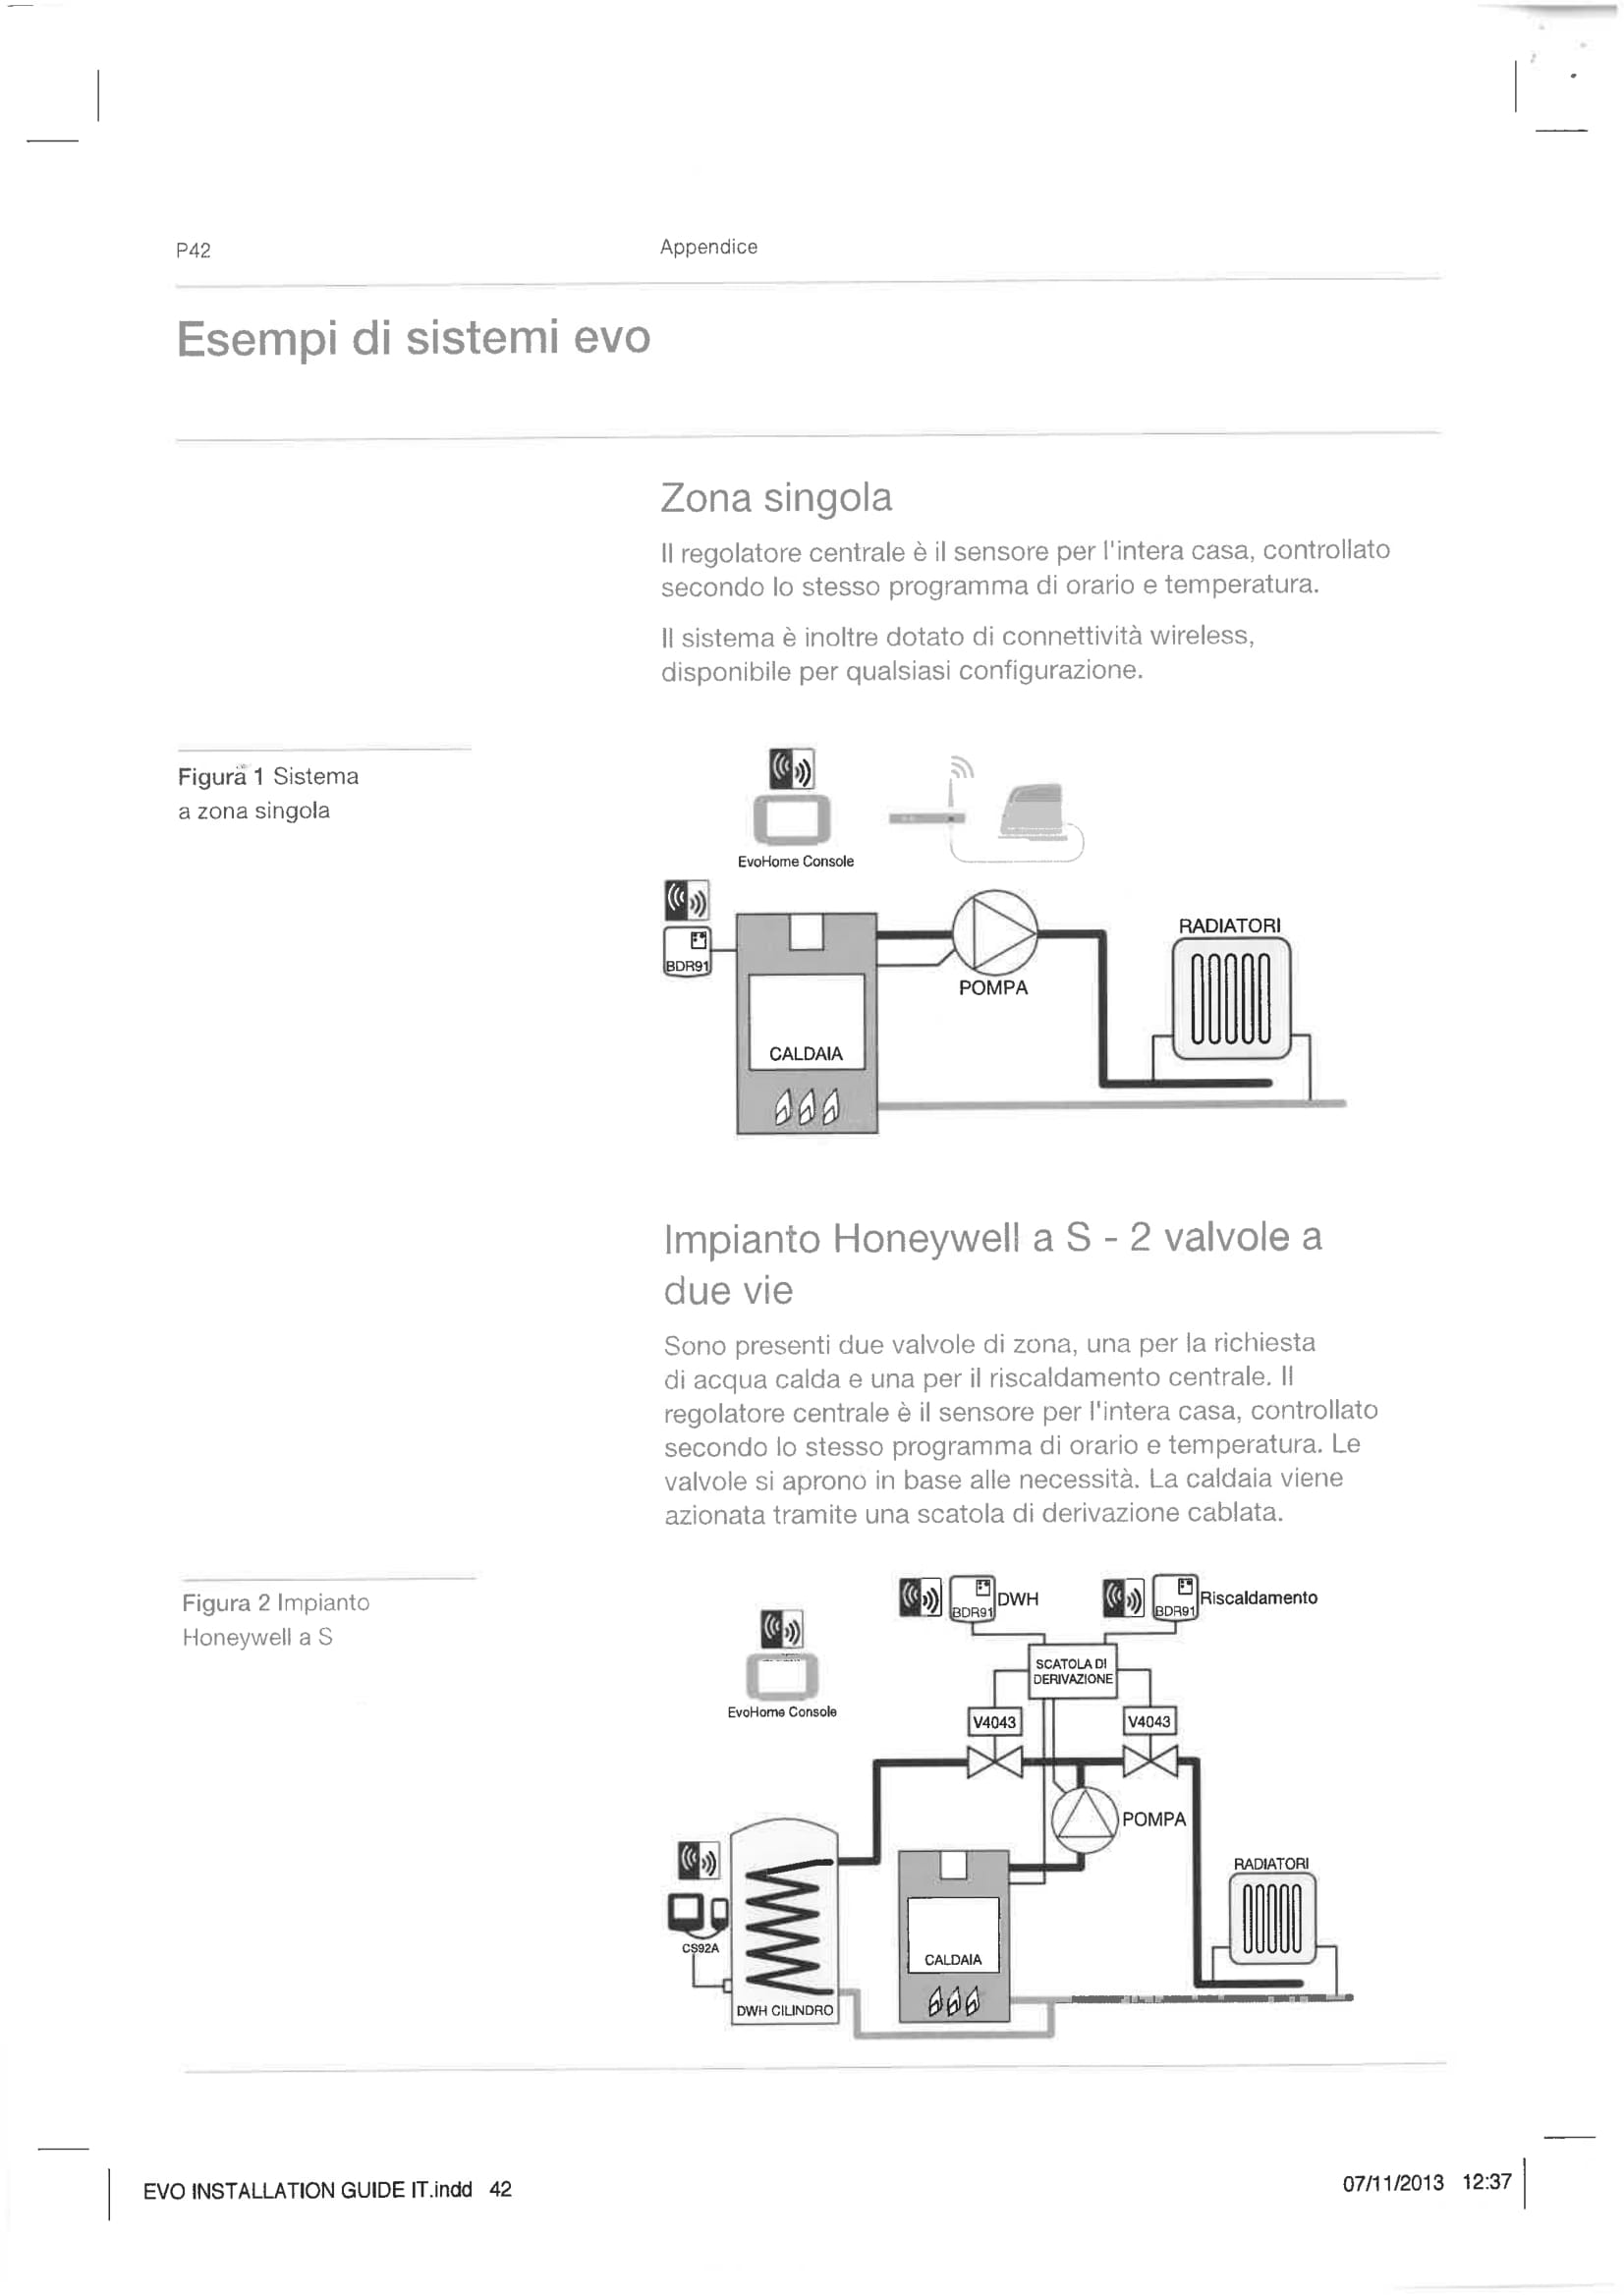 P42
Appendice
Esempi di sistemi evo
Zona singola
Il regolatore centrale è il sensore per l'intera casa, controllato
secondo lo stesso programma di orario e temperatura.
Il sistema è inoltre dotato di connettività wireless,
disponibile per qualsiasi configurazione.
Figura 1 Sistema
a zona singola
EvoHome Console
BDR91
CALDAIA
POMPA
RADIATORI
Impianto Honeywell a S - 2 valvole a
due vie
Sono presenti due valvole di zona, una per la richiesta
di acqua calda e una per il riscaldamento centrale. Il
regolatore centrale è il sensore per l'intera casa, controllato
secondo lo stesso programma di orario e temperatura. Le
valvole si aprono in base alle necessità. La caldaia viene
azionata tramite una scatola di derivazione cablata.
Figura 2 Impianto
Honeywell a S
EvoHome Console
BDR91
DWH
BDR91
Riscaldamento
SCATOLA DI
DERIVAZIONE
V4043
V4043
POMPA
RADIATORI
CS92A
CALDAIA
DWH CILINDRO
EVO INSTALLATION GUIDE IT.indd 42
07/11/2013 12:37